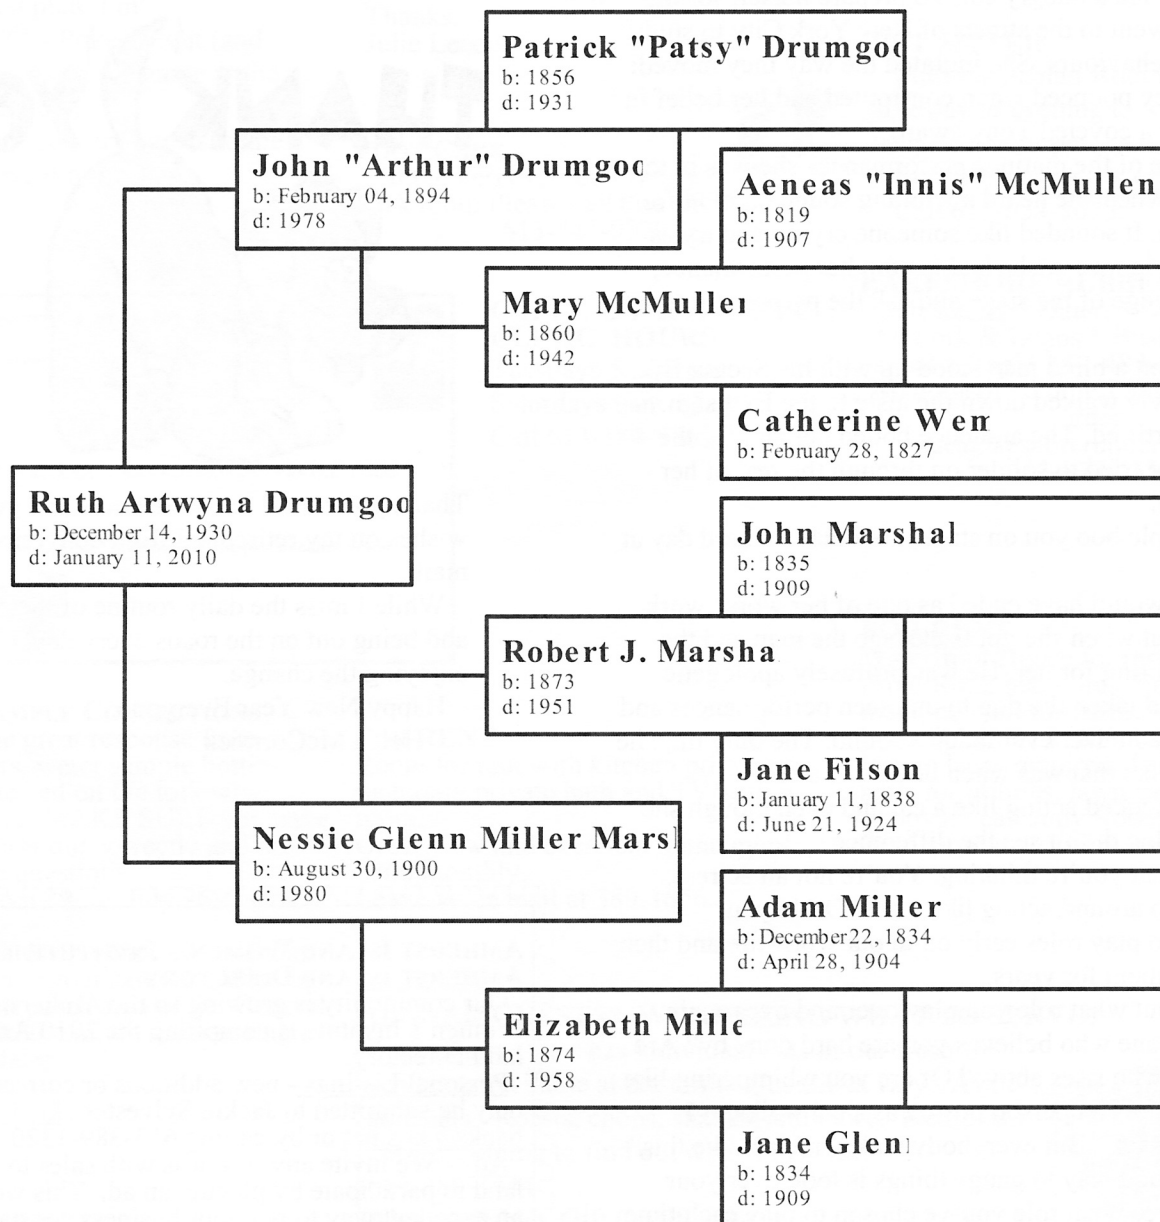 Patrick "Patsy" Drumgoo
b: 1856
d: 1931
John "Arthur" Drumgoo
b: February 04, 1894
d: 1978
Aeneas "Innis" McMullen
b: 1819
d: 1907
Mary McMullen
b: 1860
d: 1942
Catherine Wem
b: February 28, 1827
Ruth Artwyna Drumgoo
b: December 14, 1930
d: January 11, 2010
John Marshal
b: 1835
d: 1909
Robert J. Marsha
b: 1873
d: 1951
Jane Filson
b: January 11, 1838
d: June 21, 1924
Nessie Glenn Miller Marsh
b: August 30, 1900
d: 1980
Adam Miller
b: December 22, 1834
d: April 28, 1904
Elizabeth Mille
b: 1874
d: 1958
Jane Glenn
b: 1834
d: 1909